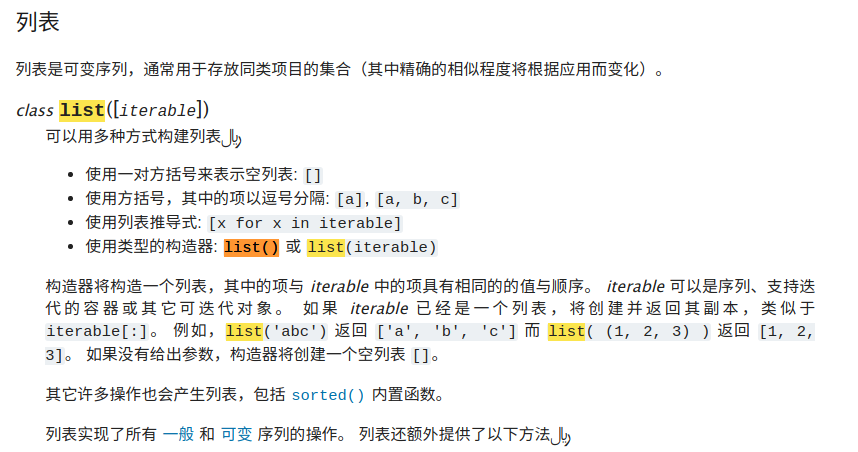 列表
列表是可变序列，通常用于存放同类项目的集合（其中精确的相似程度将根据应用而变化）。
class list([iterable])
可以用多种方式构建列表﷼
• 使用一对方括号来表示空列表: []
• 使用方括号，其中的项以逗号分隔: [a], [a, b, c]
• 使用列表推导式: [x for x in iterable]
• 使用类型的构造器: list() 或 list(iterable)
构造器将构造一个列表，其中的项与 iterable 中的项具有相同的的值与顺序。 iterable 可以是序列、支持迭
代的容器或其它可迭代对象。 如果 iterable 已经是一个列表，将创建并返回其副本，类似于
iterable[:]。 例如，list('abc') 返回 ['a', 'b', 'c'] 而 list( (1, 2, 3) ) 返回 [1, 2,
3]。 如果没有给出参数，构造器将创建一个空列表 []。
其它许多操作也会产生列表，包括 sorted() 内置函数。
列表实现了所有 一般 和 可变 序列的操作。 列表还额外提供了以下方法﷼